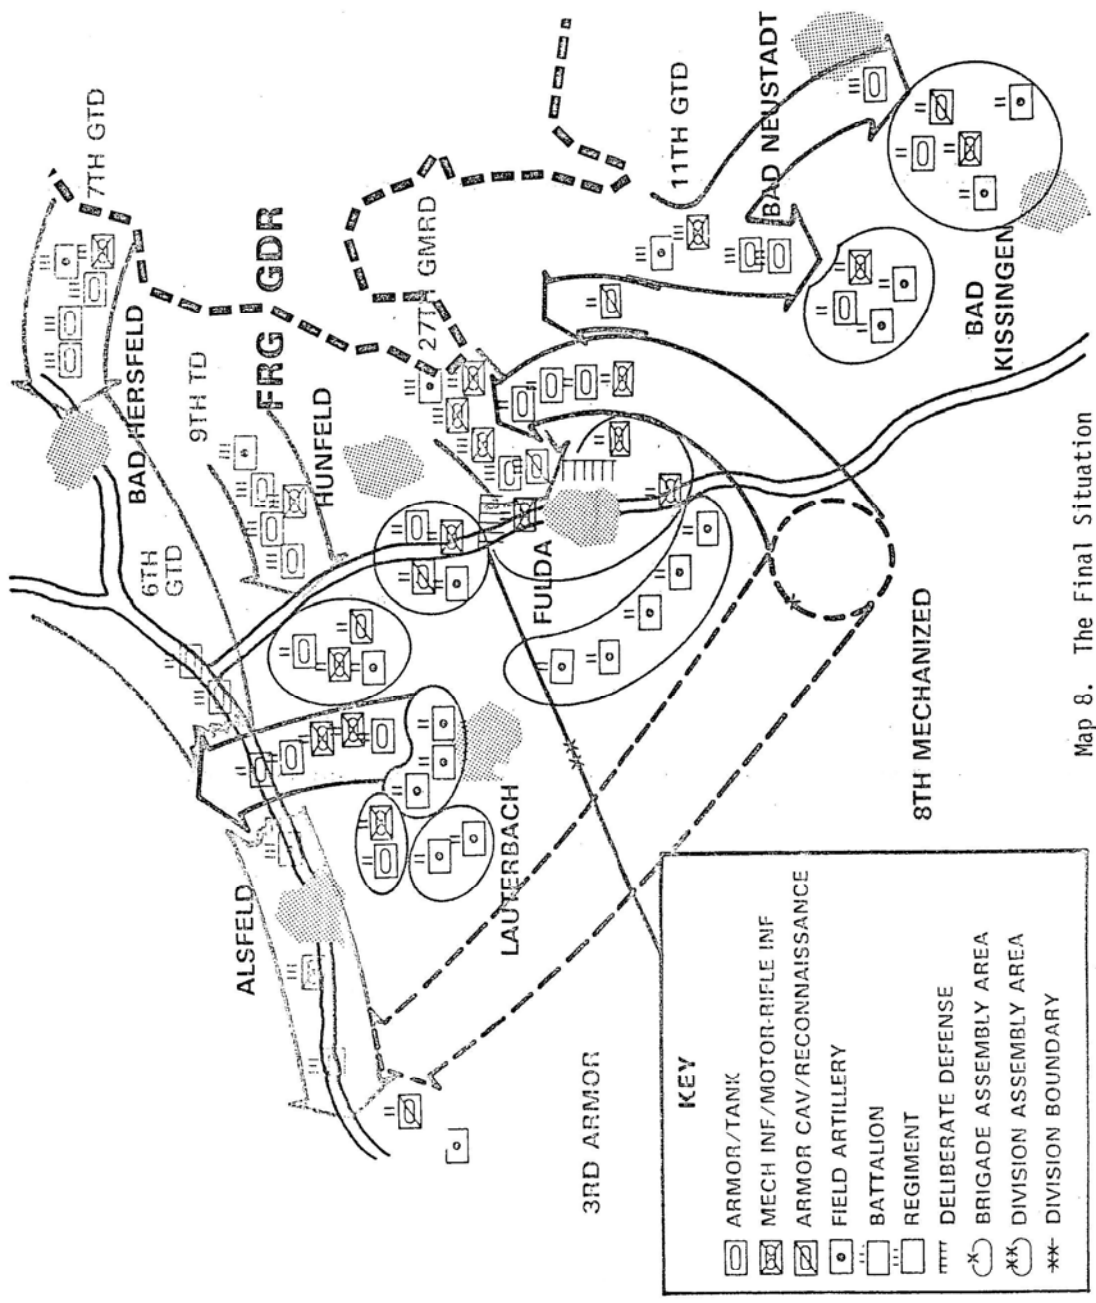 7TH GTD
BAD HERSFELD
9TH TD
FRG GDR
6TH
GTD
HUNFELD
27TH GMRD
11TH GTD
BAD NEUSTADT
FULDA
BAD
KISSINGEN
ALSFELD
LAUTERBACH
8TH MECHANIZED
3RD ARMOR
KEY
ARMOR/TANK
MECH INF/MOTOR-RIFLE INF
ARMOR CAV/RECONNAISSANCE
FIELD ARTILLERY
BATTALION
REGIMENT
DELIBERATE DEFENSE
BRIGADE ASSEMBLY AREA
DIVISION ASSEMBLY AREA
DIVISION BOUNDARY
Map 8. The Final Situation